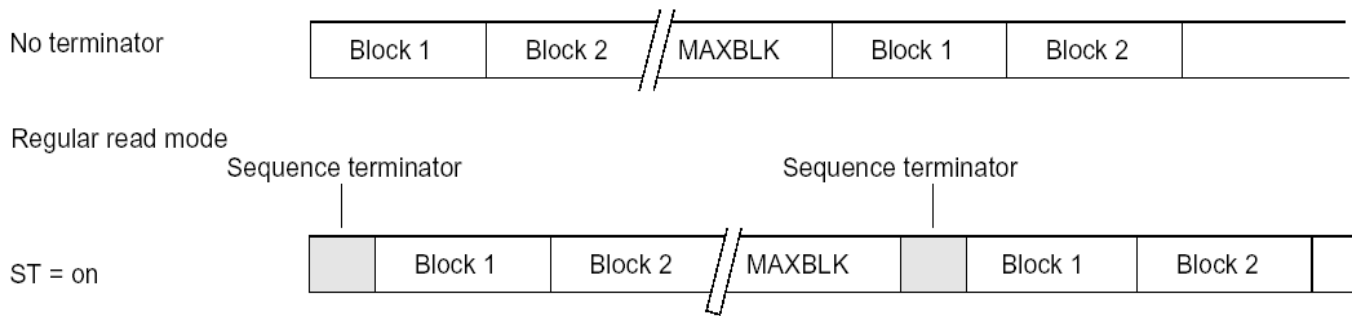 No terminator Block 1 Block 2 MAXBLK Block 1 Block 2
Regular read mode
Sequence terminator Sequence terminator
ST = on Block 1 Block 2 MAXBLK Block 1 Block 2